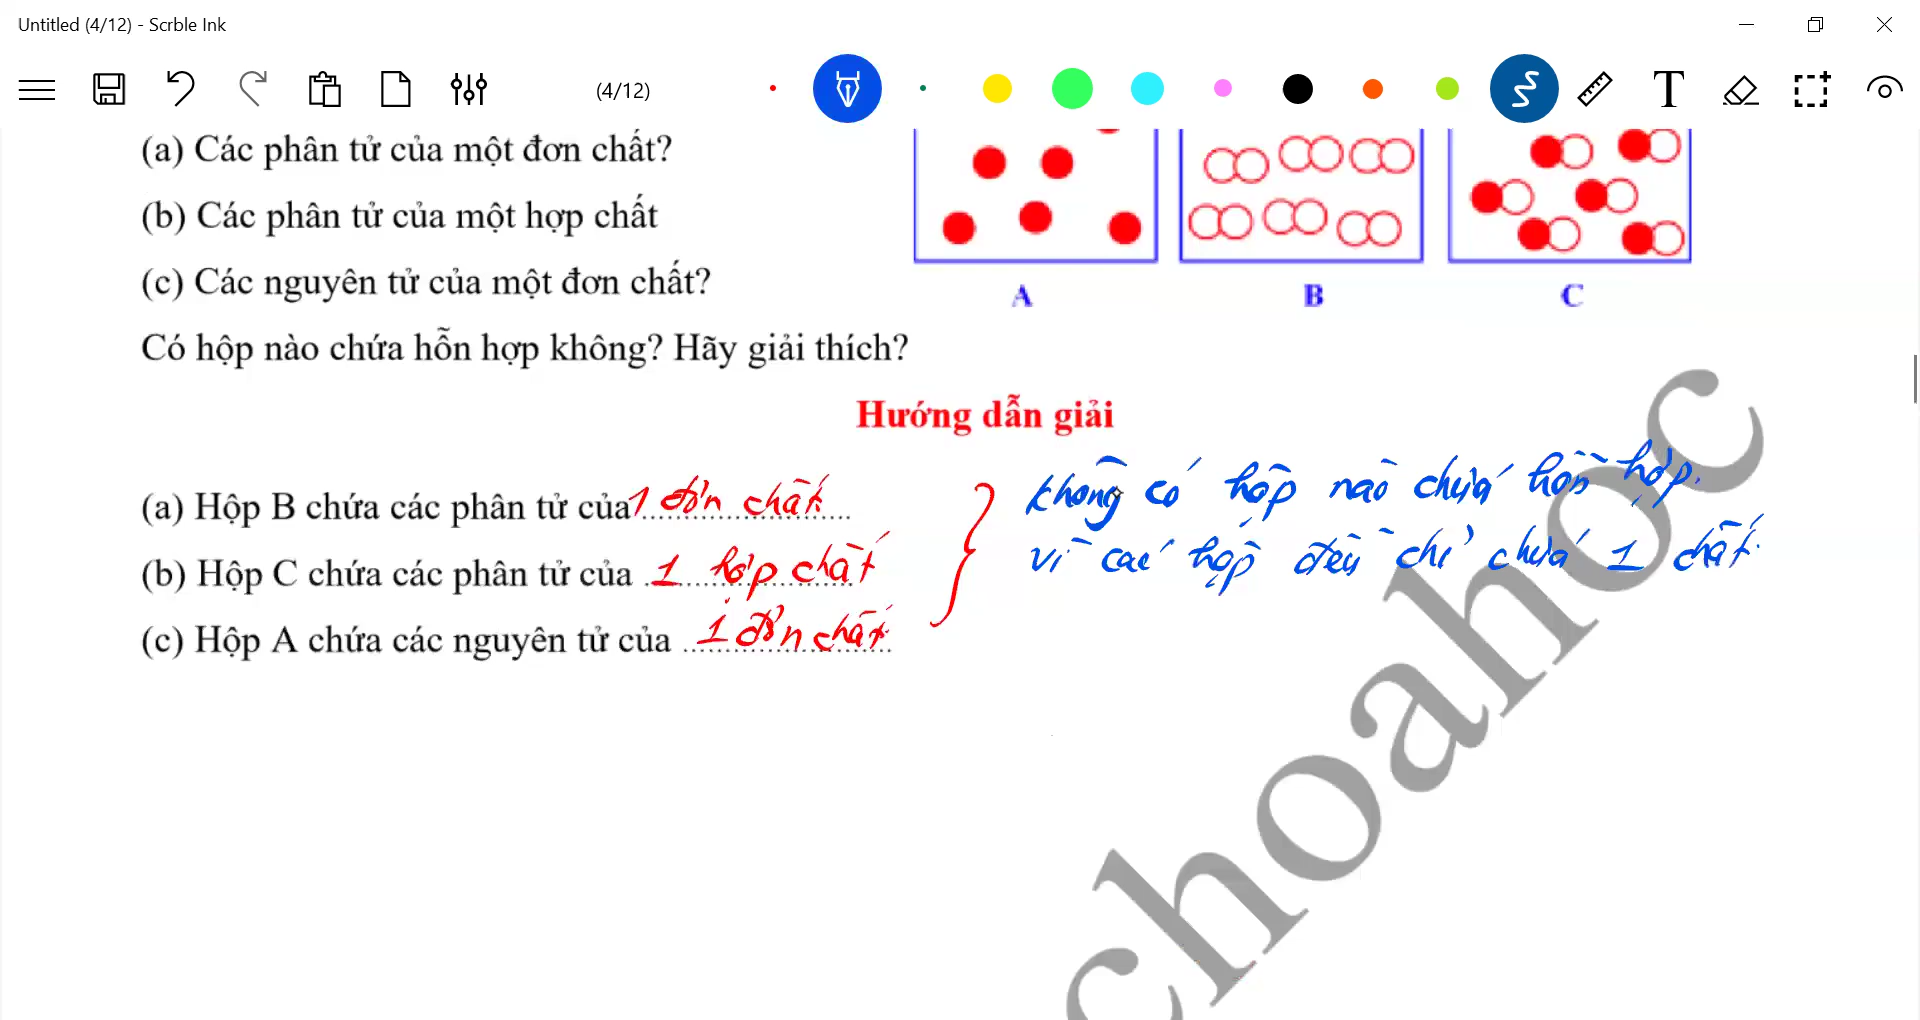 Untitled (4/12) - Scrble Ink
(4/12)
T
(a) Các phân tử của một đơn chất?
(b) Các phân tử của một hợp chất
(c) Các nguyên tử của một đơn chất?
A B C
Có hộp nào chứa hỗn hợp không? Hãy giải thích?
Hướng dẫn giải
(a) Hộp B chứa các phân tử của 1 đơn chất
(b) Hộp C chứa các phân tử của 1 hợp chất
(c) Hộp A chứa các nguyên tử của 1 đơn chất.
không có hộp nào chứa hỗn hợp.
vì các hộp đều chỉ chứa 1 chất.
choahoc